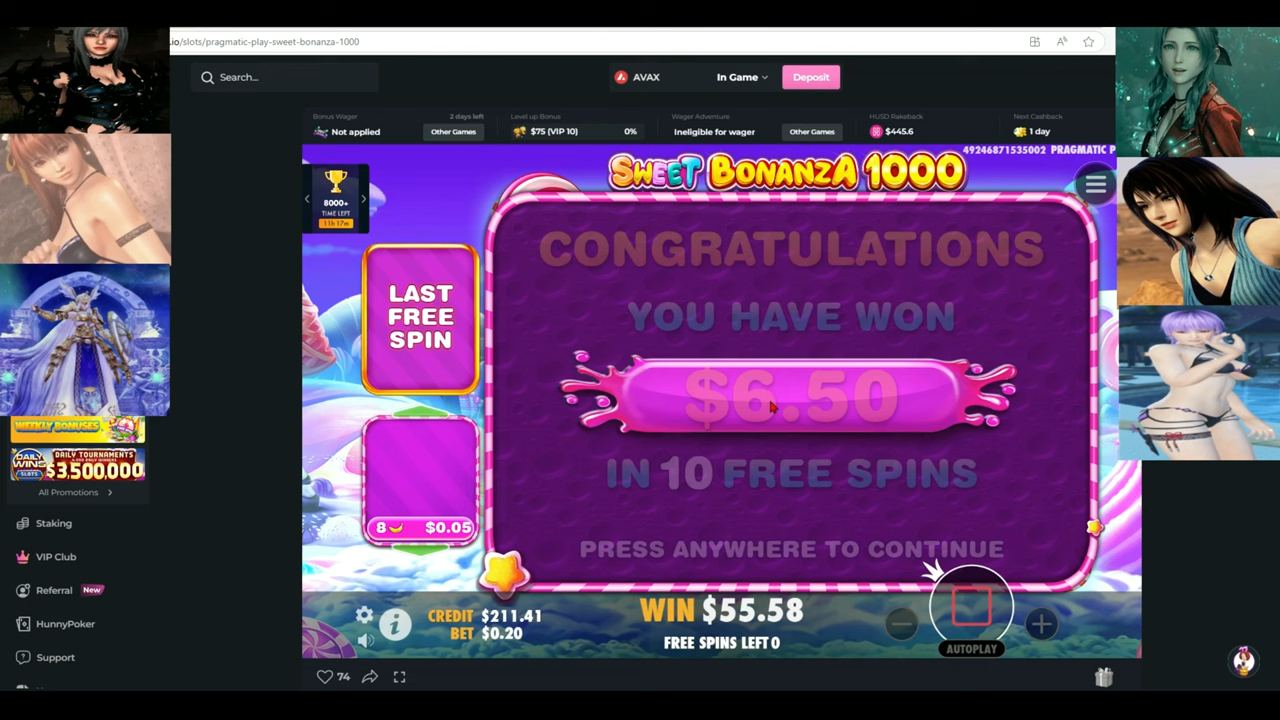 .io/slots/pragmatic-play-sweet-bonanza-1000
Search...
AVAX
In Game
Deposit
Bonus Wager
2 days left
Not applied
Other Games
Level up Bonus
$75 (VIP 10)
0%
Wager Adventure
Ineligible for wager
Other Games
HUSD Rakeback
$445.6
Next Cashback
1 day
49246871535002 PRAGMATIC P
SWEET BONANZA 1000
8000+
TIME LEFT
11h 17m
CONGRATULATIONS
YOU HAVE WON
$6.50
IN 10 FREE SPINS
PRESS ANYWHERE TO CONTINUE
LAST
FREE
SPIN
8 $0.05
WEEKLY BONUSES
DAILY WINS
SLOTS
DAILY TOURNAMENTS
$3,500,000
All Promotions
Staking
VIP Club
Referral New
HunnyPoker
Support
CREDIT $211.41
BET $0.20
WIN $55.58
FREE SPINS LEFT 0
AUTOPLAY
74